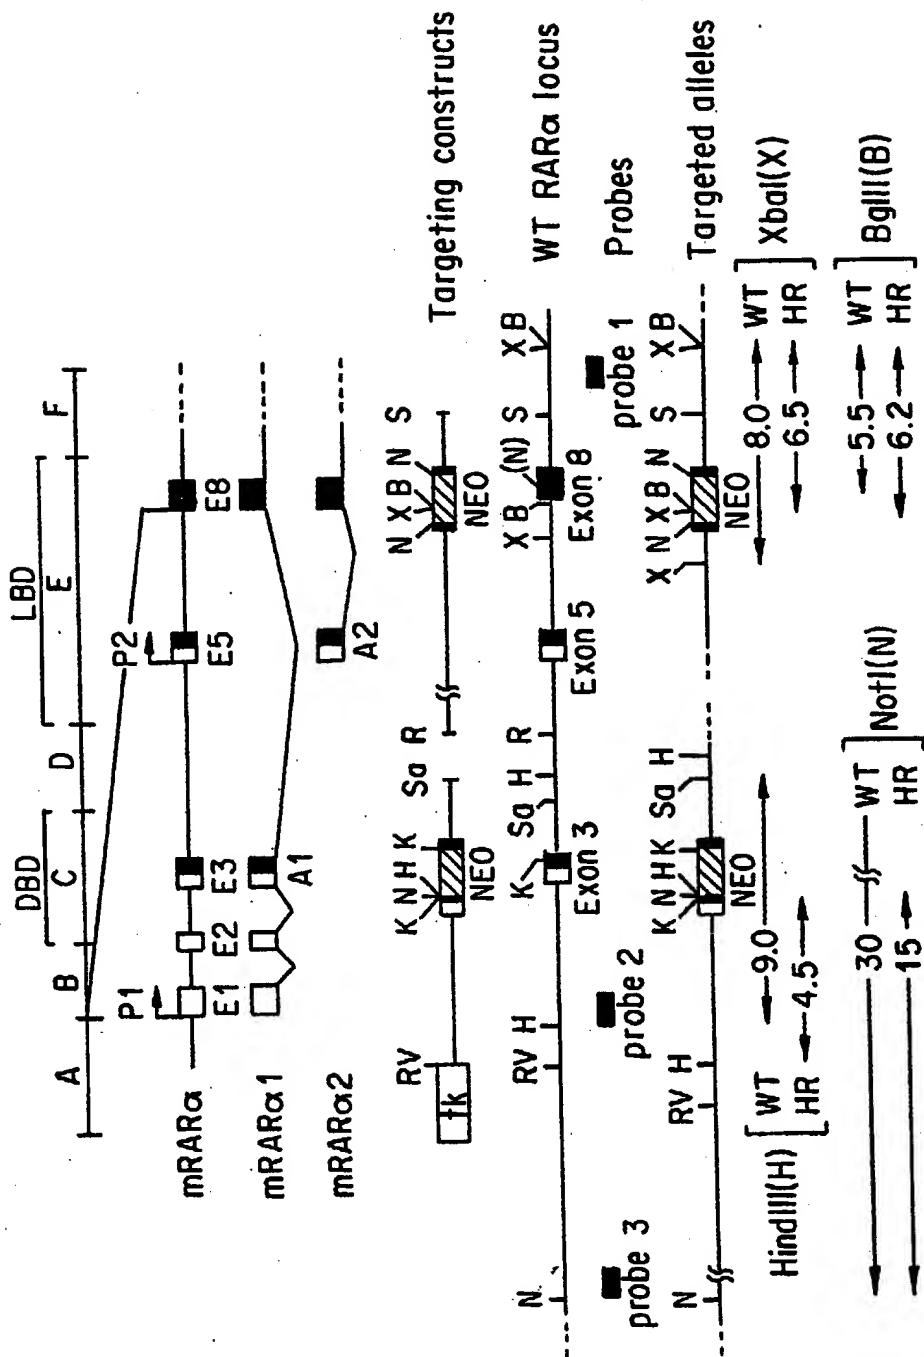 A B C D E F
DBD LBD
P1 P2
mRARα
E1 E2 E3 E5 E8
mRARα1
A1
mRARα2
A2
Targeting constructs
RV K N H K Sa R N X B N S
tk NEO NEO
WT RARα locus
N RV H K Sa H R X B (N) S X B
Exon 3 Exon 5 Exon 8
Probes
probe 3 probe 2 probe 1
Targeted alleles
N RV H K N H K Sa H X N X B N S X B
NEO NEO
HindIII(H) WT 9.0
HR 4.5
8.0 WT XbaI(X)
6.5 HR
30 WT NotI(N)
15 HR
5.5 WT BglII(B)
6.2 HR